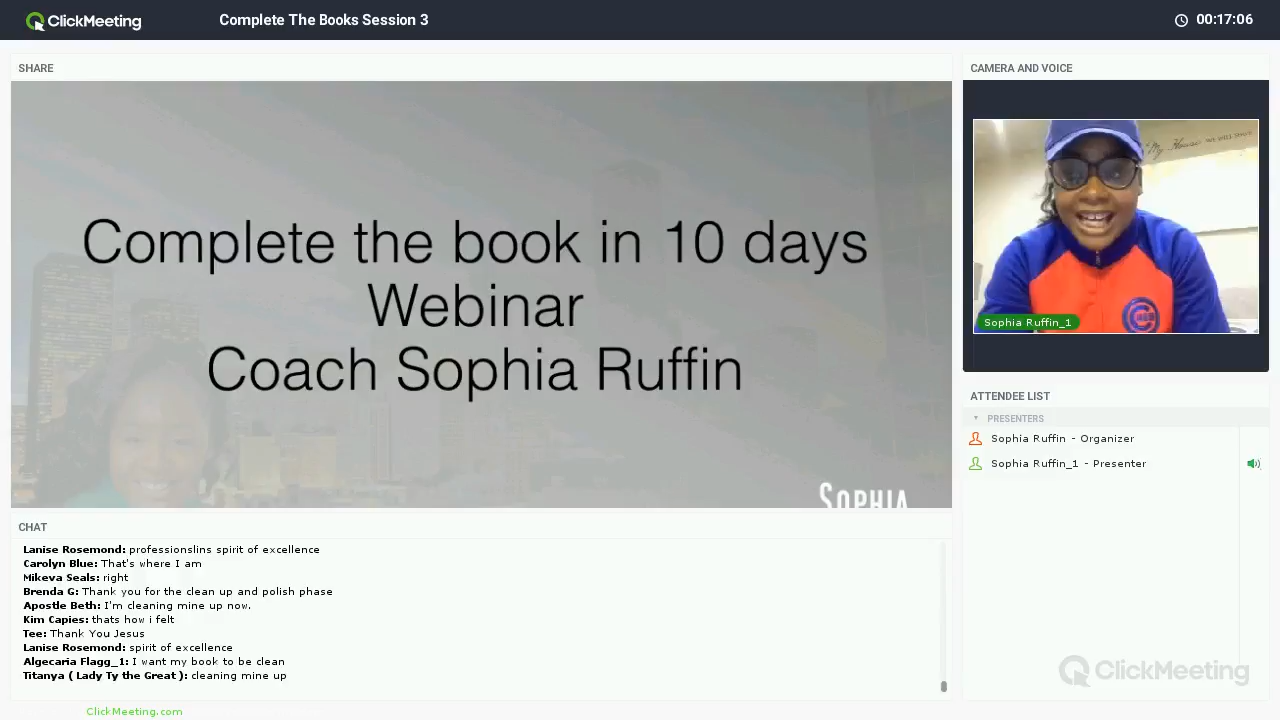 ClickMeeting
Complete The Books Session 3
00:17:06
SHARE
Complete the book in 10 days
Webinar
Coach Sophia Ruffin
SOPHIA
CAMERA AND VOICE
Sophia Ruffin_1
ATTENDEE LIST
PRESENTERS
Sophia Ruffin - Organizer
Sophia Ruffin_1 - Presenter
CHAT
Lanise Rosemond: professionslins spirit of excellence
Carolyn Blue: That's where I am
Mikeva Seals: right
Brenda G: Thank you for the clean up and polish phase
Apostle Beth: I'm cleaning mine up now.
Kim Capies: thats how i felt
Tee: Thank You Jesus
Lanise Rosemond: spirit of excellence
Algecaria Flagg_1: I want my book to be clean
Titanya ( Lady Ty the Great ): cleaning mine up
ClickMeeting
ClickMeeting.com